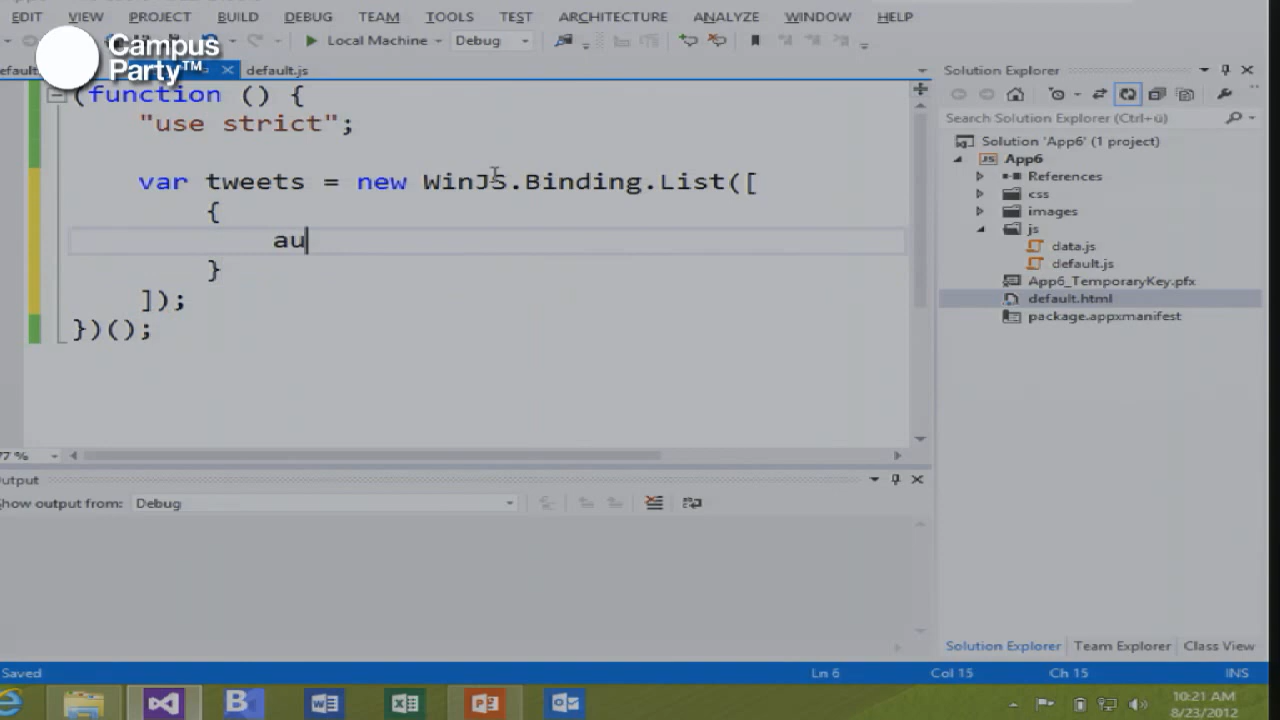 EDIT VIEW PROJECT BUILD DEBUG TEAM TOOLS TEST ARCHITECTURE ANALYZE WINDOW HELP
Local Machine Debug
Campus
Party™
default.js
(function () {
"use strict";
var tweets = new WinJS.Binding.List([
{
au
}
]);
})();
77 %
Output
Show output from: Debug
Solution Explorer
Search Solution Explorer (Ctrl+ü)
Solution 'App6' (1 project)
App6
References
css
images
js
data.js
default.js
App6_TemporaryKey.pfx
default.html
package.appxmanifest
Solution Explorer Team Explorer Class View
Saved Ln 6 Col 15 Ch 15 INS
10:21 AM
8/23/2012